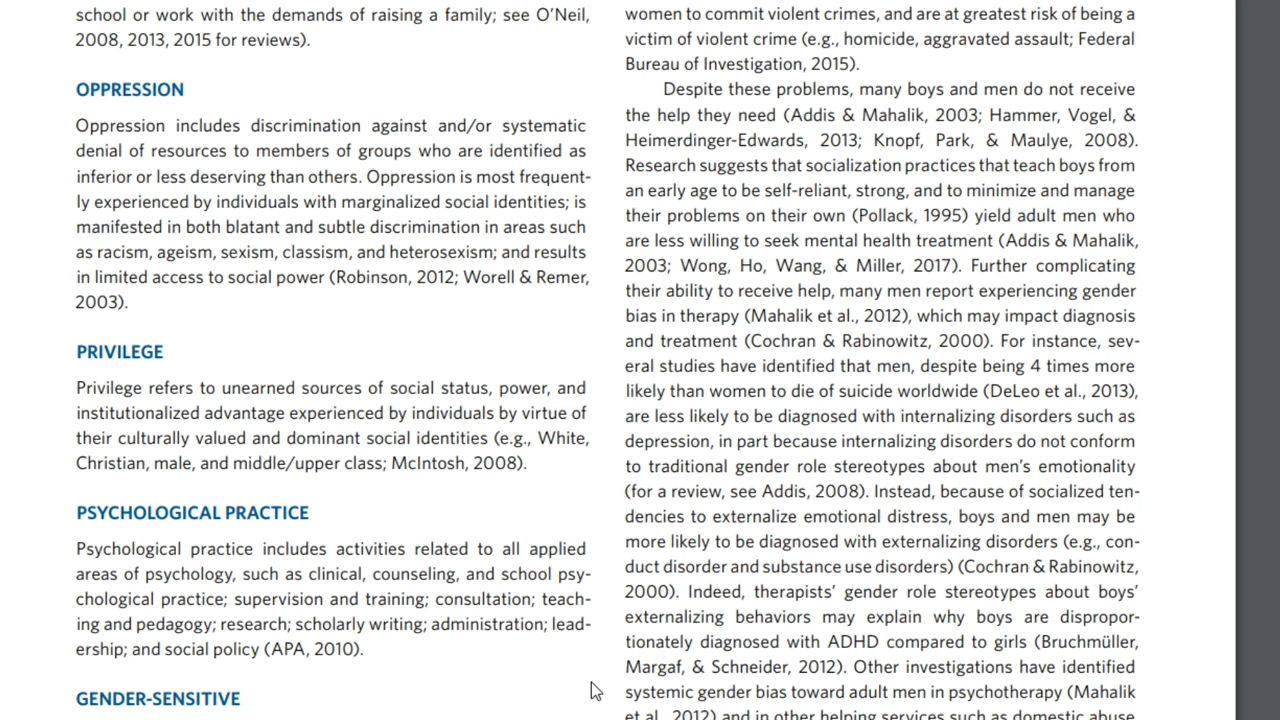 school or work with the demands of raising a family; see O’Neil,
2008, 2013, 2015 for reviews).
OPPRESSION
Oppression includes discrimination against and/or systematic
denial of resources to members of groups who are identified as
inferior or less deserving than others. Oppression is most frequent-
ly experienced by individuals with marginalized social identities; is
manifested in both blatant and subtle discrimination in areas such
as racism, ageism, sexism, classism, and heterosexism; and results
in limited access to social power (Robinson, 2012; Worell & Remer,
2003).
PRIVILEGE
Privilege refers to unearned sources of social status, power, and
institutionalized advantage experienced by individuals by virtue of
their culturally valued and dominant social identities (e.g., White,
Christian, male, and middle/upper class; McIntosh, 2008).
PSYCHOLOGICAL PRACTICE
Psychological practice includes activities related to all applied
areas of psychology, such as clinical, counseling, and school psy-
chological practice; supervision and training; consultation; teach-
ing and pedagogy; research; scholarly writing; administration; lead-
ership; and social policy (APA, 2010).
GENDER-SENSITIVE
women to commit violent crimes, and are at greatest risk of being a
victim of violent crime (e.g., homicide, aggravated assault; Federal
Bureau of Investigation, 2015).
Despite these problems, many boys and men do not receive
the help they need (Addis & Mahalik, 2003; Hammer, Vogel, &
Heimerdinger-Edwards, 2013; Knopf, Park, & Maulye, 2008).
Research suggests that socialization practices that teach boys from
an early age to be self-reliant, strong, and to minimize and manage
their problems on their own (Pollack, 1995) yield adult men who
are less willing to seek mental health treatment (Addis & Mahalik,
2003; Wong, Ho, Wang, & Miller, 2017). Further complicating
their ability to receive help, many men report experiencing gender
bias in therapy (Mahalik et al., 2012), which may impact diagnosis
and treatment (Cochran & Rabinowitz, 2000). For instance, sev-
eral studies have identified that men, despite being 4 times more
likely than women to die of suicide worldwide (DeLeo et al., 2013),
are less likely to be diagnosed with internalizing disorders such as
depression, in part because internalizing disorders do not conform
to traditional gender role stereotypes about men’s emotionality
(for a review, see Addis, 2008). Instead, because of socialized ten-
dencies to externalize emotional distress, boys and men may be
more likely to be diagnosed with externalizing disorders (e.g., con-
duct disorder and substance use disorders) (Cochran & Rabinowitz,
2000). Indeed, therapists’ gender role stereotypes about boys’
externalizing behaviors may explain why boys are dispropor-
tionately diagnosed with ADHD compared to girls (Bruchmüller,
Margaf, & Schneider, 2012). Other investigations have identified
systemic gender bias toward adult men in psychotherapy (Mahalik
et al., 2012) and in other helping services such as domestic abuse